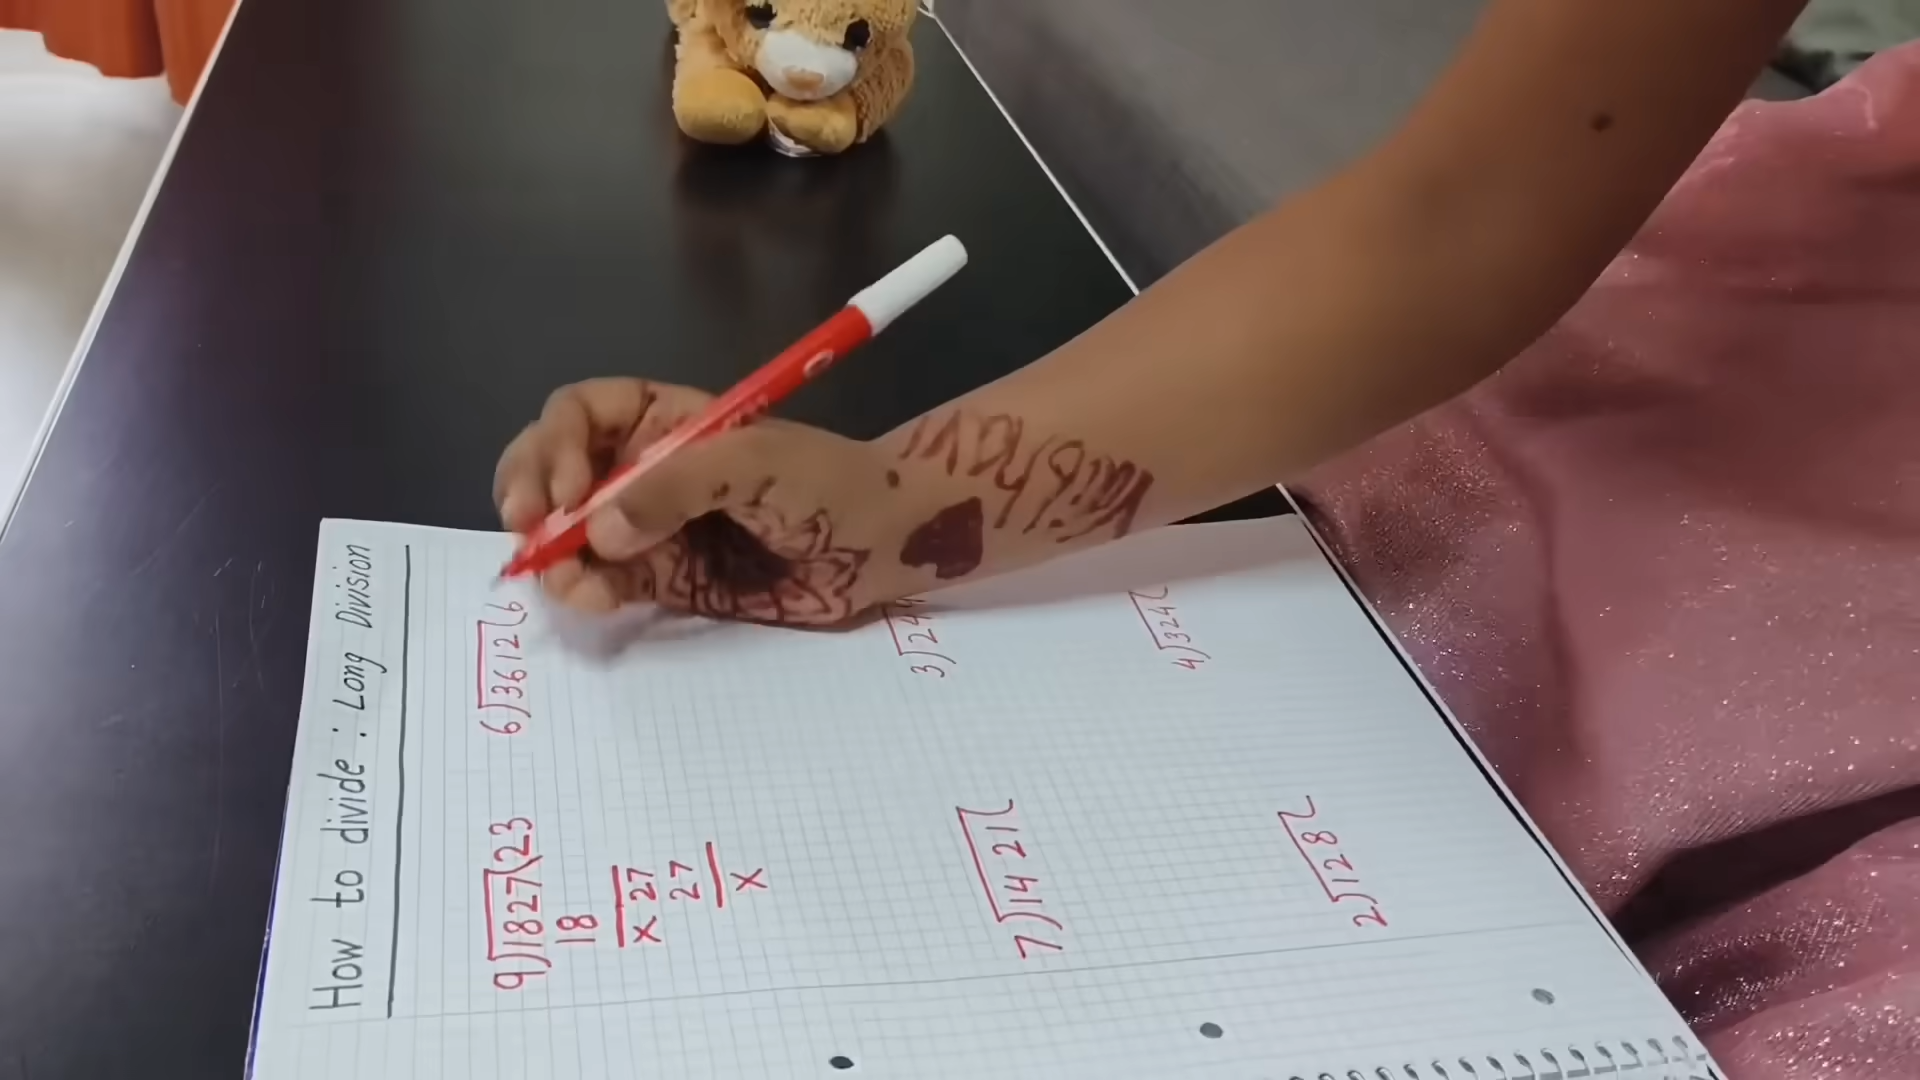 How to divide : Long Division
9)1827(23
18
x 27
27
x
6)3612(6
7)1421(
3)24
2)128(
4)324(
Vaibhavi